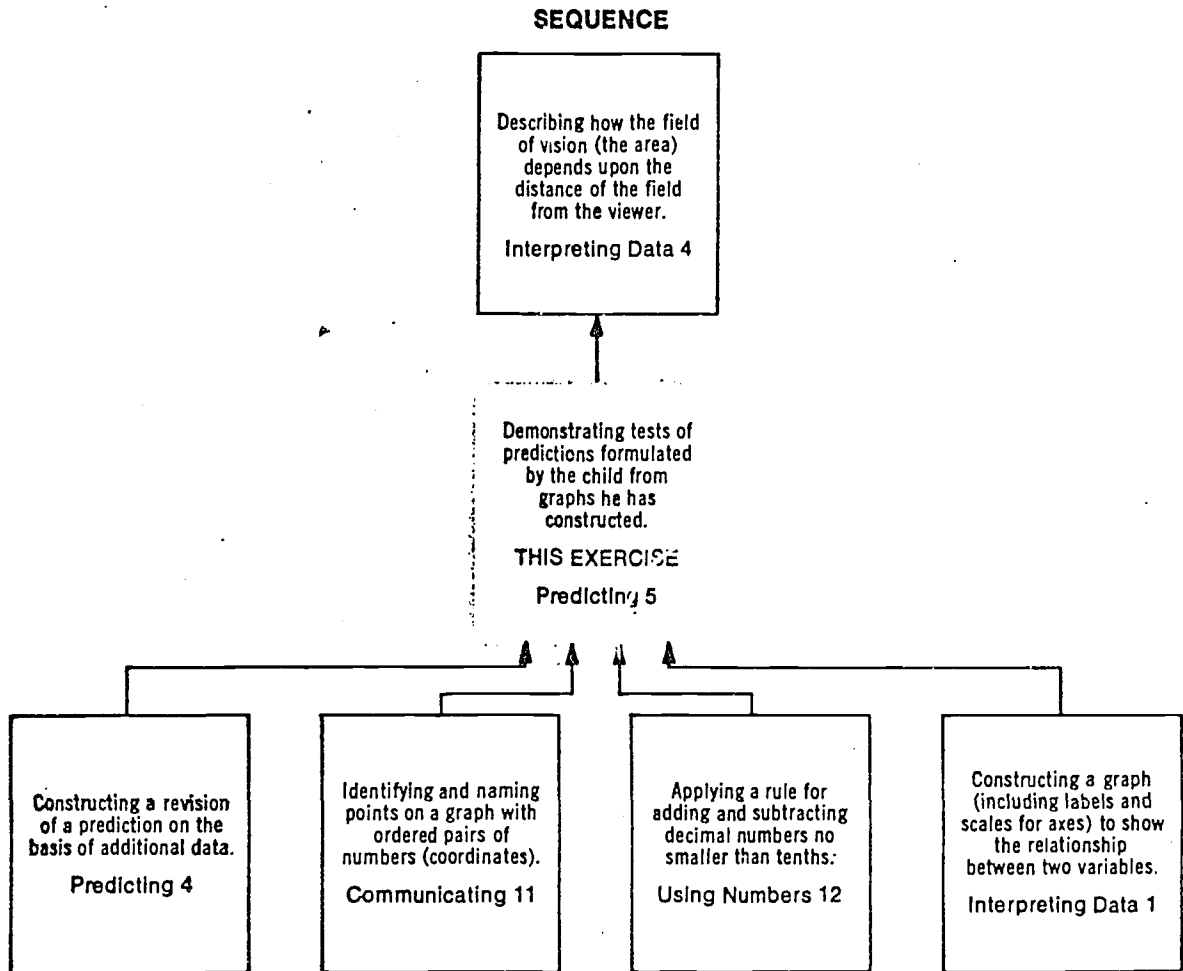 SEQUENCE
Describing how the field
of vision (the area)
depends upon the
distance of the field
from the viewer.
Interpreting Data 4
Demonstrating tests of
predictions formulated
by the child from
graphs he has
constructed.
THIS EXERCISE
Predicting 5
Constructing a revision
of a prediction on the
basis of additional data.
Predicting 4
Identifying and naming
points on a graph with
ordered pairs of
numbers (coordinates).
Communicating 11
Applying a rule for
adding and subtracting
decimal numbers no
smaller than tenths.
Using Numbers 12
Constructing a graph
(including labels and
scales for axes) to show
the relationship
between two variables.
Interpreting Data 1